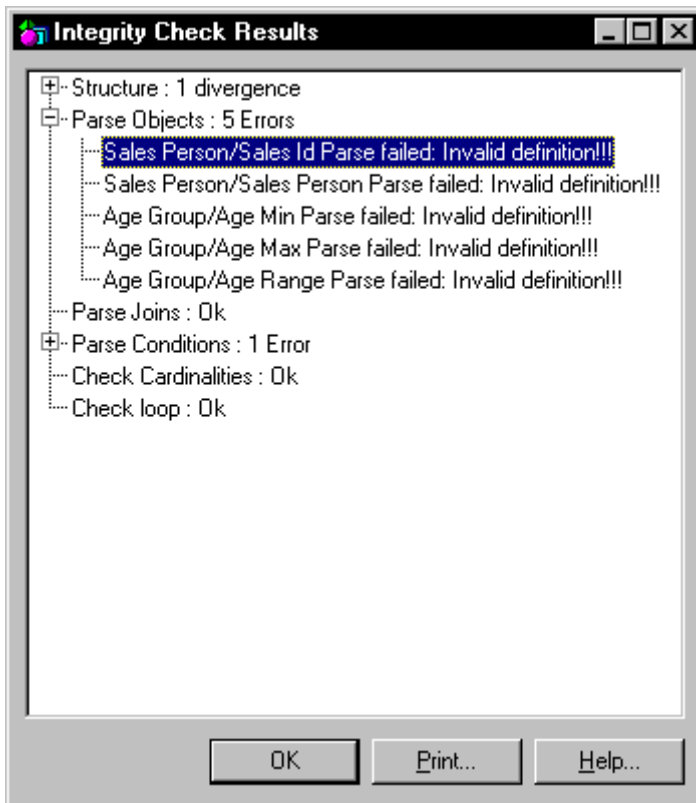 Integrity Check Results
Structure : 1 divergence
Parse Objects : 5 Errors
Sales Person/Sales Id Parse failed: Invalid definition!!!
Sales Person/Sales Person Parse failed: Invalid definition!!!
Age Group/Age Min Parse failed: Invalid definition!!!
Age Group/Age Max Parse failed: Invalid definition!!!
Age Group/Age Range Parse failed: Invalid definition!!!
Parse Joins : Ok
Parse Conditions : 1 Error
Check Cardinalities : Ok
Check loop : Ok
OK Print... Help...